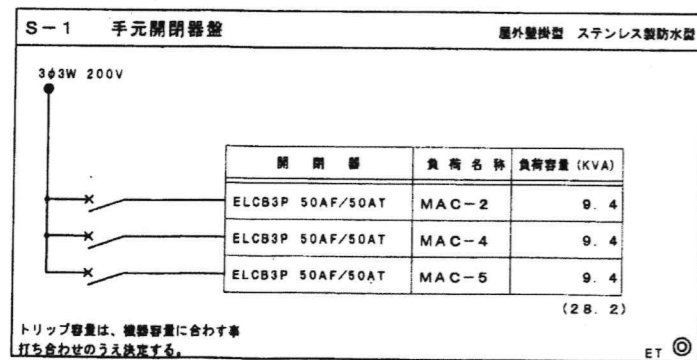 S－1 手元開閉器盤 屋外壁掛型 ステンレス製防水型
3φ3W 200V
開閉器 負荷名称 負荷容量(KVA)
ELCB3P 50AF/50AT MAC－2 9.4
ELCB3P 50AF/50AT MAC－4 9.4
ELCB3P 50AF/50AT MAC－5 9.4
(28.2)
トリップ容量は、機器容量に合わす事
打ち合わせのうえ決定する。
ET